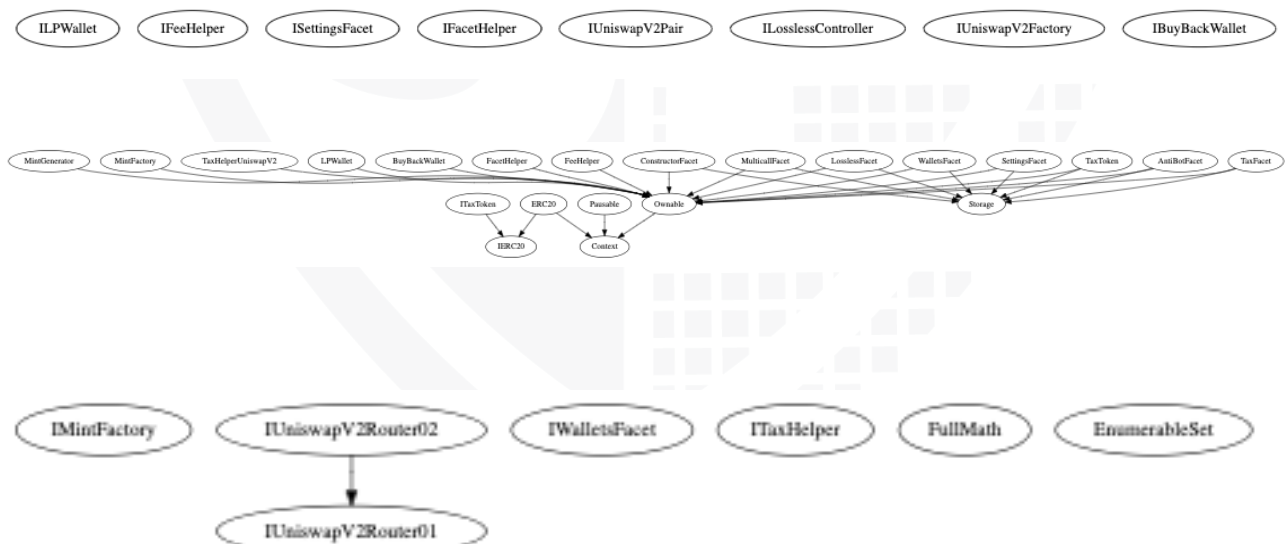 ILPWallet IFeeHelper ISettingsFacet IFacetHelper IUniswapV2Pair ILosslessController IUniswapV2Factory IBuyBackWallet
MintGenerator MintFactory TaxHelperUniswapV2 LPWallet BuyBackWallet FacetHelper FeeHelper ConstructorFacet MulticallFacet LosslessFacet WalletsFacet SettingsFacet TaxToken AntiBotFacet TaxFacet
ITaxToken ERC20 Pausable Ownable Storage
IERC20 Context
IMintFactory IUniswapV2Router02 IWalletsFacet ITaxHelper FullMath EnumerableSet
IUniswapV2Router01